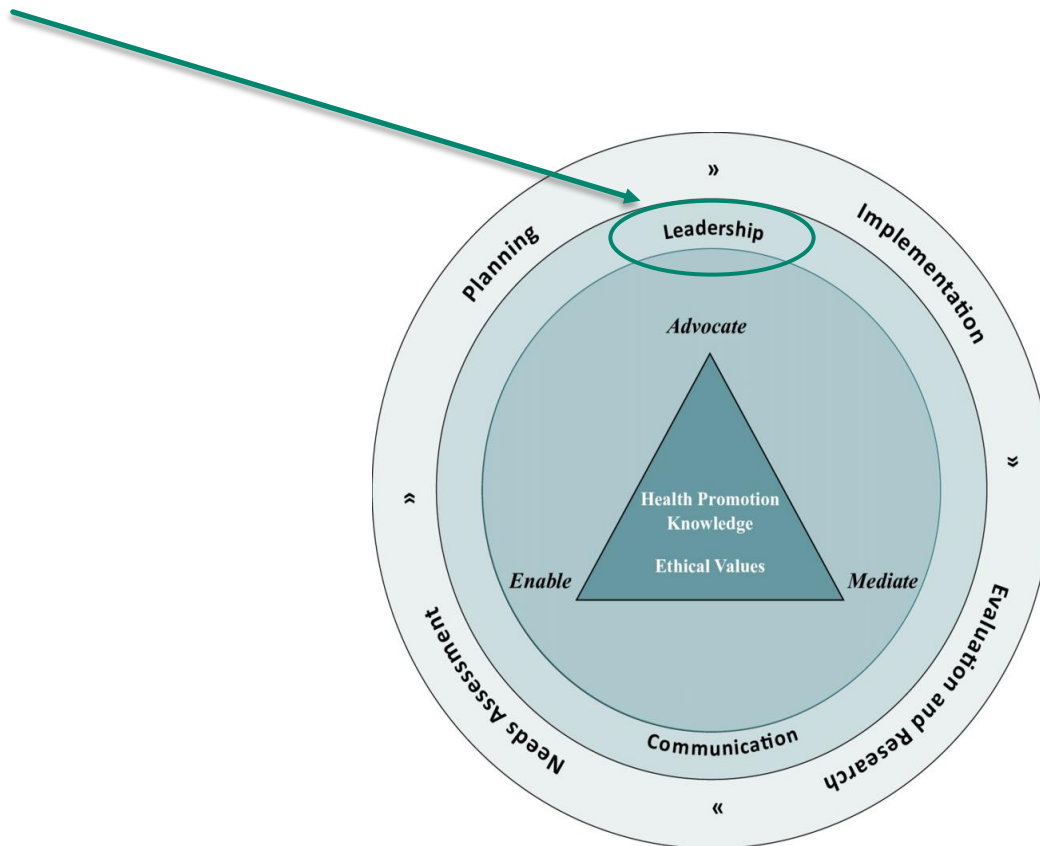 »
Planning
Implementation
Leadership
Advocate
»
»
Health Promotion
Knowledge
Ethical Values
Enable
Mediate
Needs Assessment
Evaluation and Research
Communication
»